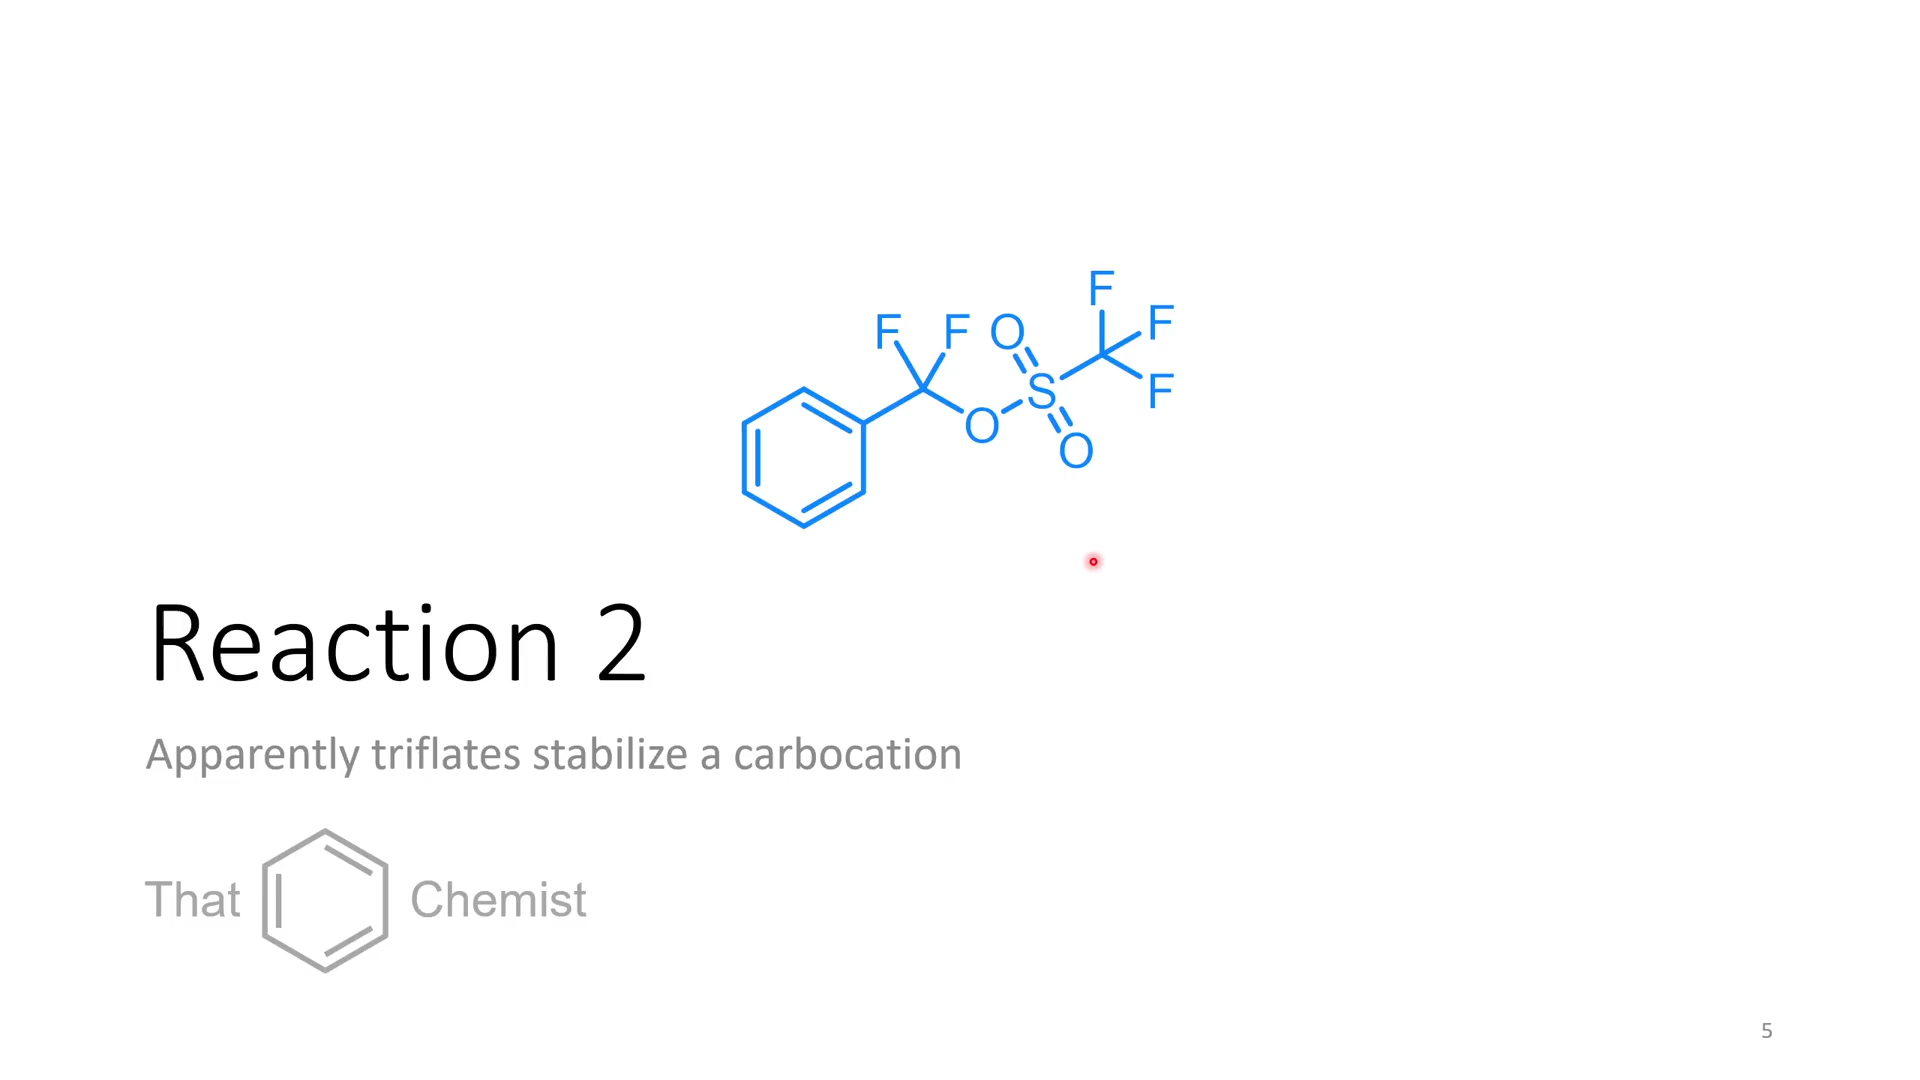 F
F F O F
S
O F
O
Reaction 2
Apparently triflates stabilize a carbocation
That Chemist
5